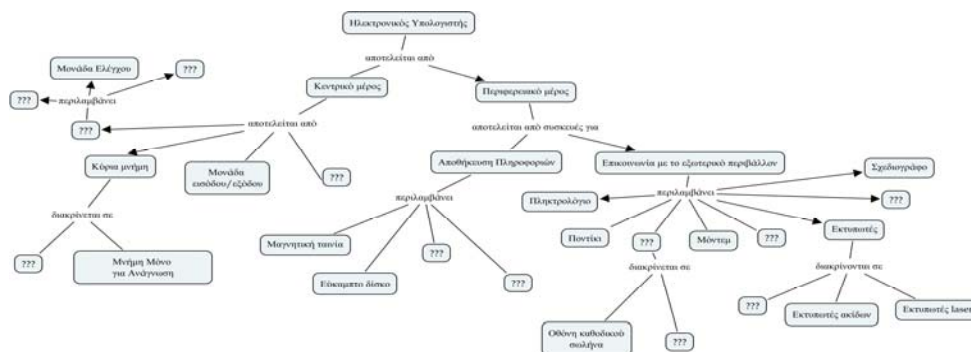 Ηλεκτρονικός Υπολογιστής
αποτελείται από
Κεντρικό μέρος
Περιφερειακό μέρος
Μονάδα Ελέγχου
???
???
περιλαμβάνει
???
αποτελείται από
αποτελείται από συσκευές για
Κύρια μνήμη
Μονάδα
εισόδου/εξόδου
???
Αποθήκευση Πληροφοριών
Επικοινωνία με το εξωτερικό περιβάλλον
Σχεδιογράφο
διακρίνεται σε
περιλαμβάνει
περιλαμβάνει
Πληκτρολόγιο
???
???
Μνήμη Μόνο
για Ανάγνωση
Μαγνητική ταινία
???
Εύκαμπτο δίσκο
???
Ποντίκι
???
Μόντεμ
???
Εκτυπωτές
διακρίνεται σε
διακρίνονται σε
Οθόνη καθοδικού
σωλήνα
???
???
Εκτυπωτές ακίδων
Εκτυπωτές laser